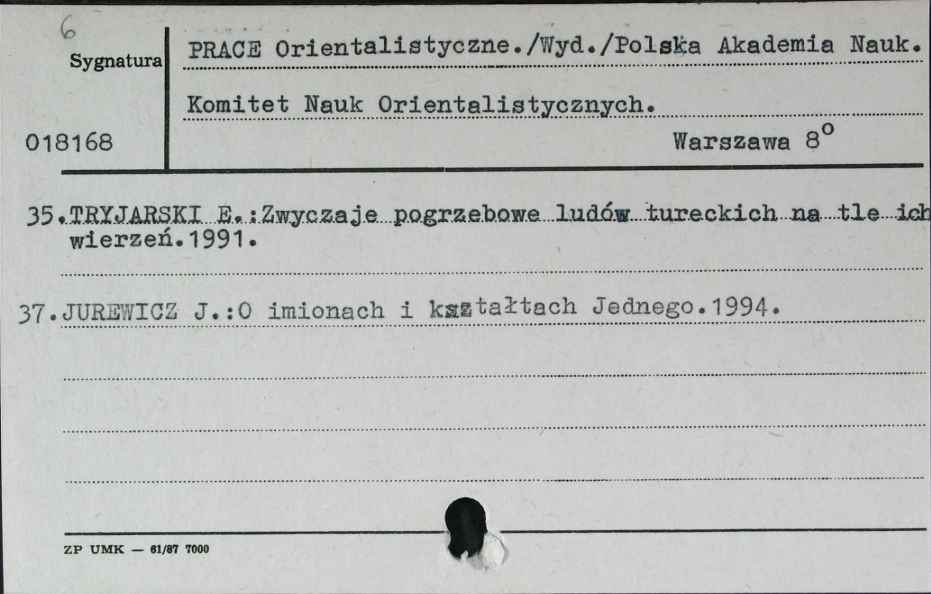 6
Sygnatura
PRACE Orientalistyczne./Wyd./Polska Akademia Nauk.
Komitet Nauk Orientalistycznych.
018168
Warszawa 8°
35.TRYJARSKI E.:Zwyczaje pogrzebowe ludów tureckich na tle ich
wierzeń.1991.
37.JUREWICZ J.:O imionach i kształtach Jednego.1994.
ZP UMK — 61/87 7000